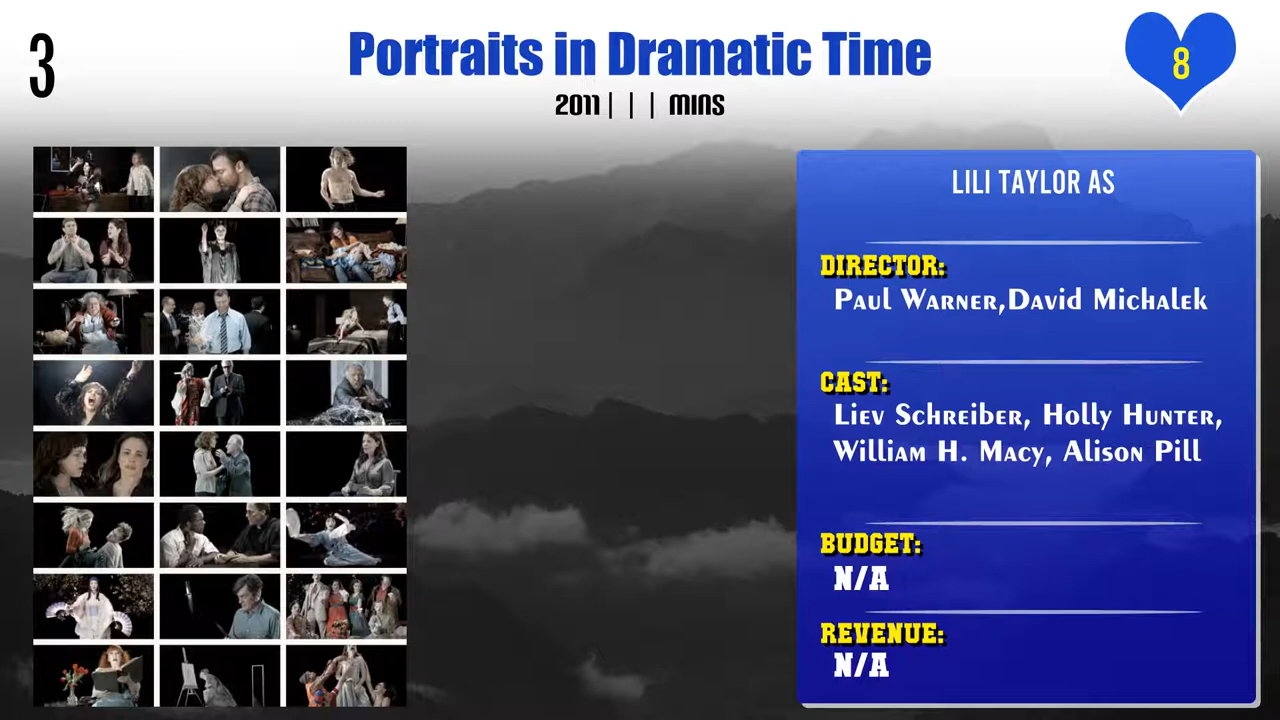 3
Portraits in Dramatic Time
8
2011 | | | MINS
LILI TAYLOR AS
DIRECTOR:
Paul Warner,David Michalek
CAST:
Liev Schreiber, Holly Hunter,
William H. Macy, Alison Pill
BUDGET:
N/A
REVENUE:
N/A